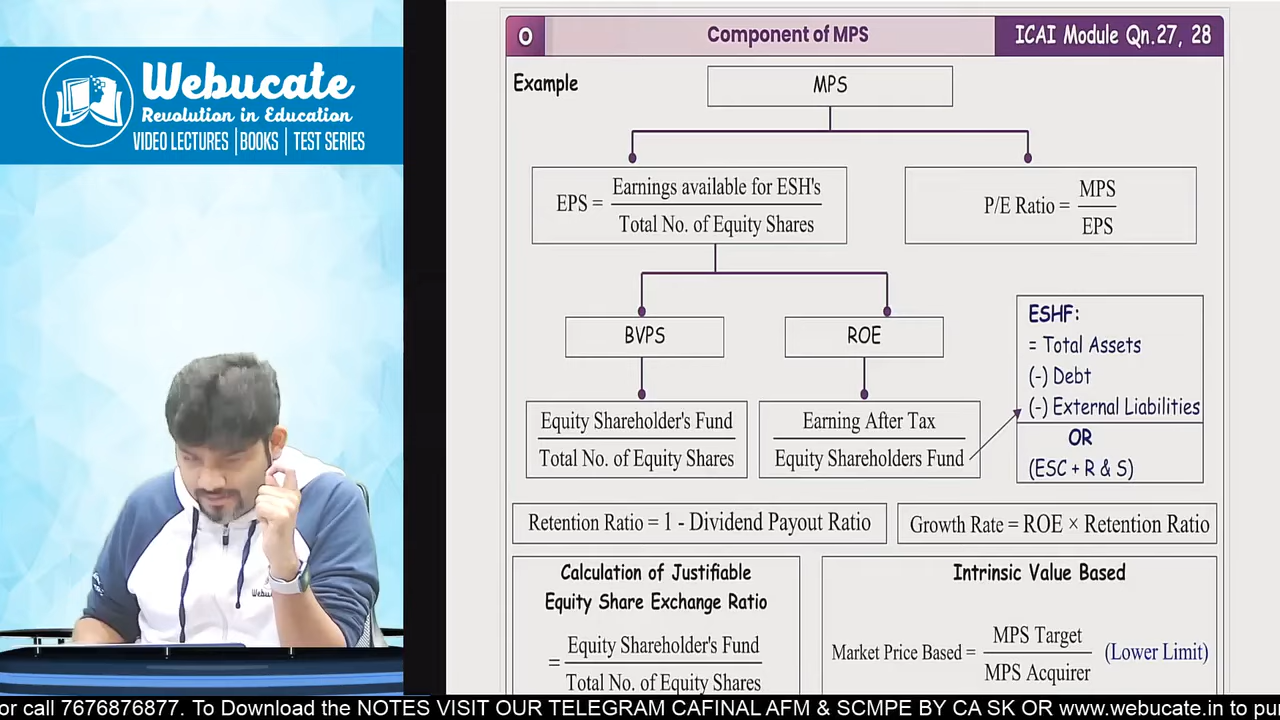 Webucate
Revolution in Education
VIDEO LECTURES | BOOKS | TEST SERIES
O
Component of MPS
ICAI Module Qn.27, 28
Example
MPS
EPS = Earnings available for ESH's
Total No. of Equity Shares
P/E Ratio = MPS
EPS
BVPS
ROE
Equity Shareholder's Fund
Total No. of Equity Shares
Earning After Tax
Equity Shareholders Fund
ESHF:
= Total Assets
(-) Debt
(-) External Liabilities
OR
(ESC + R & S)
Retention Ratio = 1 - Dividend Payout Ratio
Growth Rate = ROE × Retention Ratio
Calculation of Justifiable
Equity Share Exchange Ratio
= Equity Shareholder's Fund
Total No. of Equity Shares
Intrinsic Value Based
Market Price Based = MPS Target
MPS Acquirer
(Lower Limit)
or call 7676876877. To Download the NOTES VISIT OUR TELEGRAM CAFINAL AFM & SCMPE BY CA SK OR www.webucate.in to pu